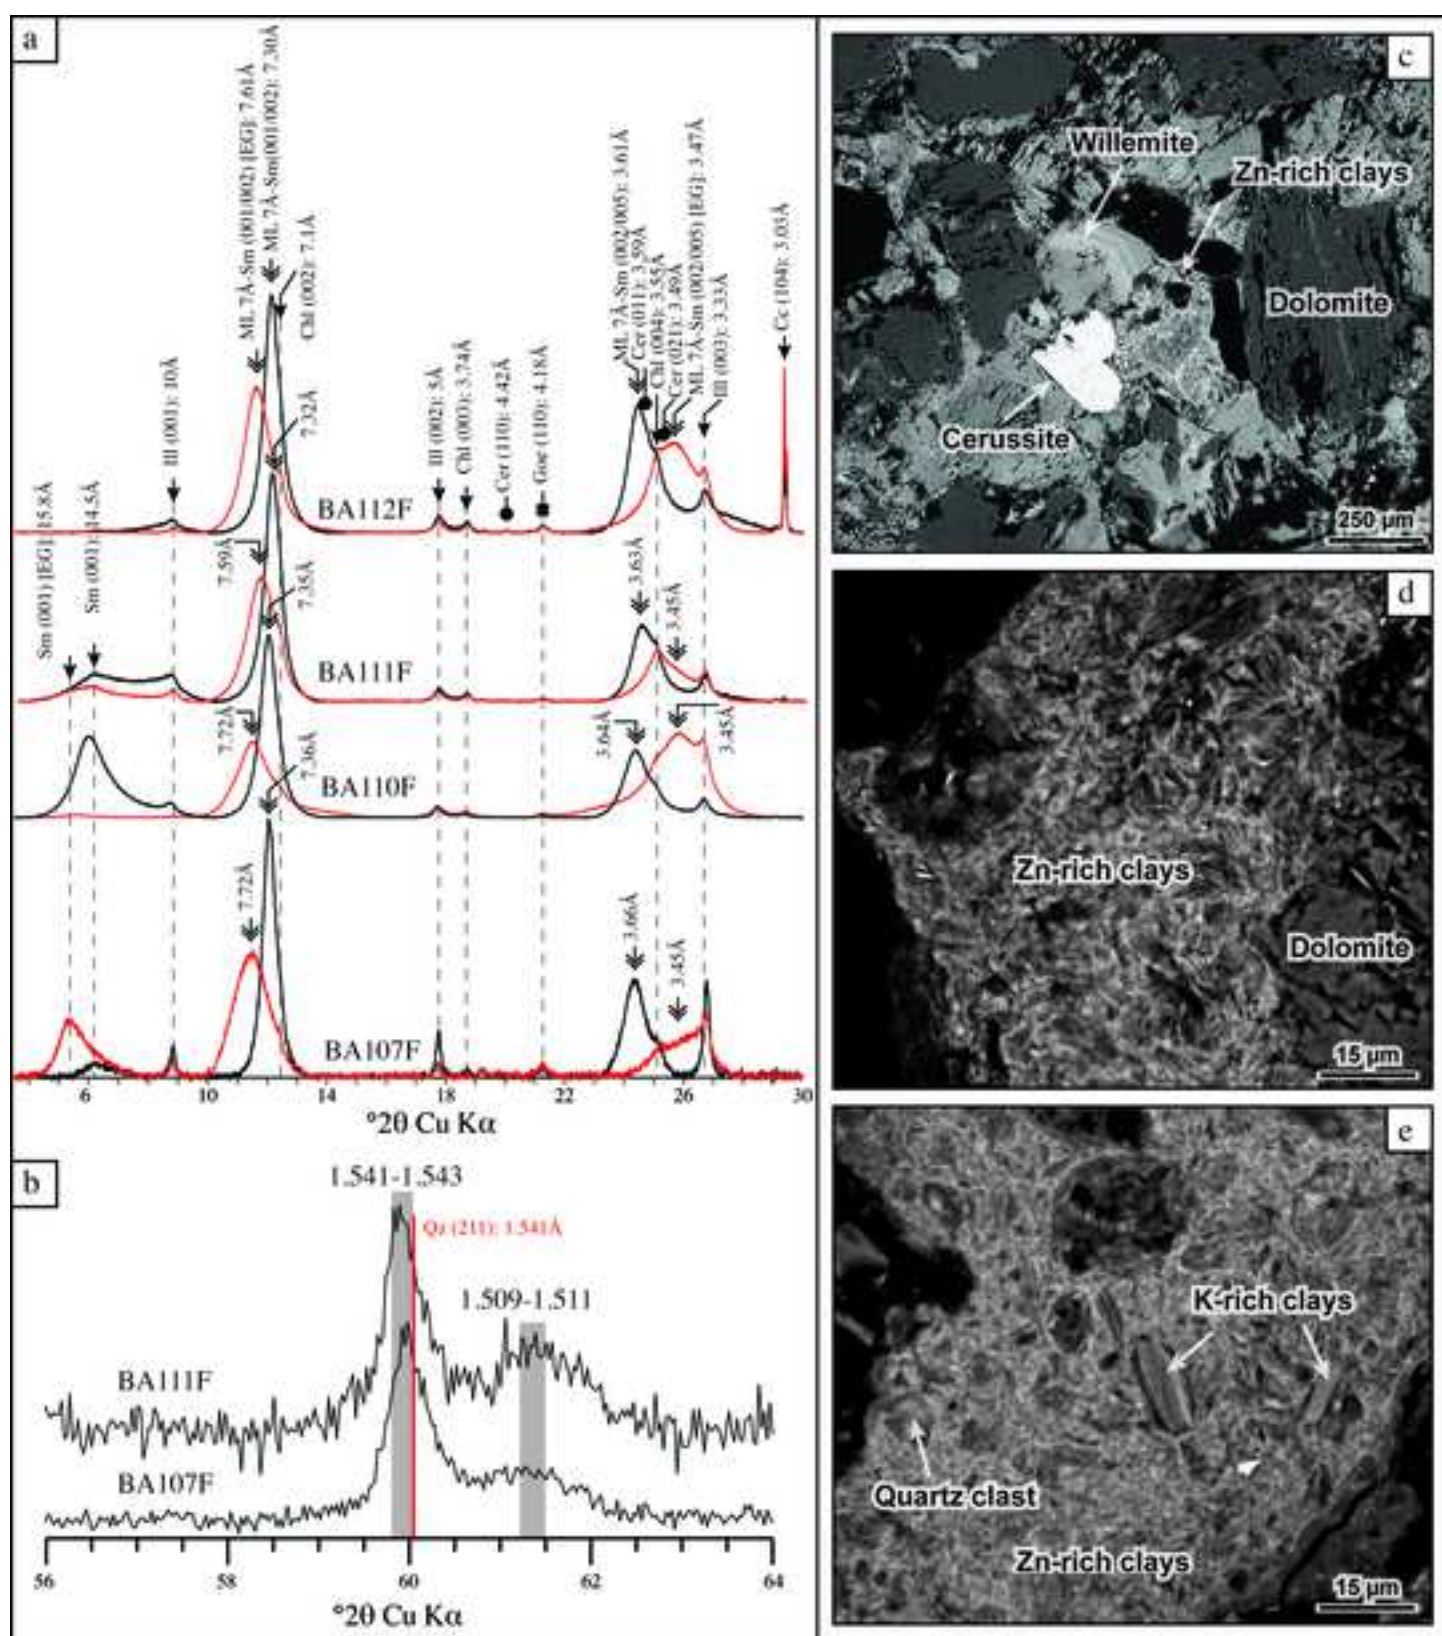 a
ML 7Å-Sm (001/002) [EG]: 7.61Å
ML 7Å-Sm(001/002): 7.30Å
Chl (002): 7.1Å
Ill (001): 10Å
7.32Å
Ill (002): 5Å
Chl (003): 3.74Å
Cer (110): 4.42Å
Goe (110): 4.18Å
ML 7Å-Sm (002/005): 3.61Å
Cer (011): 3.59Å
Chl (004): 3.55Å
Cer (021): 3.49Å
ML 7Å-Sm (002/005) [EG]: 3.47Å
Ill (003): 3.33Å
Cc (104): 3.03Å
BA112F
Sm (001) [EG]: 15.8Å
Sm (001): 14.5Å
7.59Å
7.35Å
3.63Å
3.45Å
BA111F
7.72Å
7.36Å
3.64Å
3.45Å
BA110F
7.72Å
3.66Å
3.45Å
BA107F
6 10 12 14 18 22 26 30
°2θ Cu Kα
b
1.541-1.543
Qz (211): 1.541Å
1.509-1.511
BA111F
BA107F
56 58 60 62 64
°2θ Cu Kα
c
Willemite
Zn-rich clays
Dolomite
Cerussite
250 µm
d
Zn-rich clays
Dolomite
15 µm
e
K-rich clays
Quartz clast
Zn-rich clays
15 µm